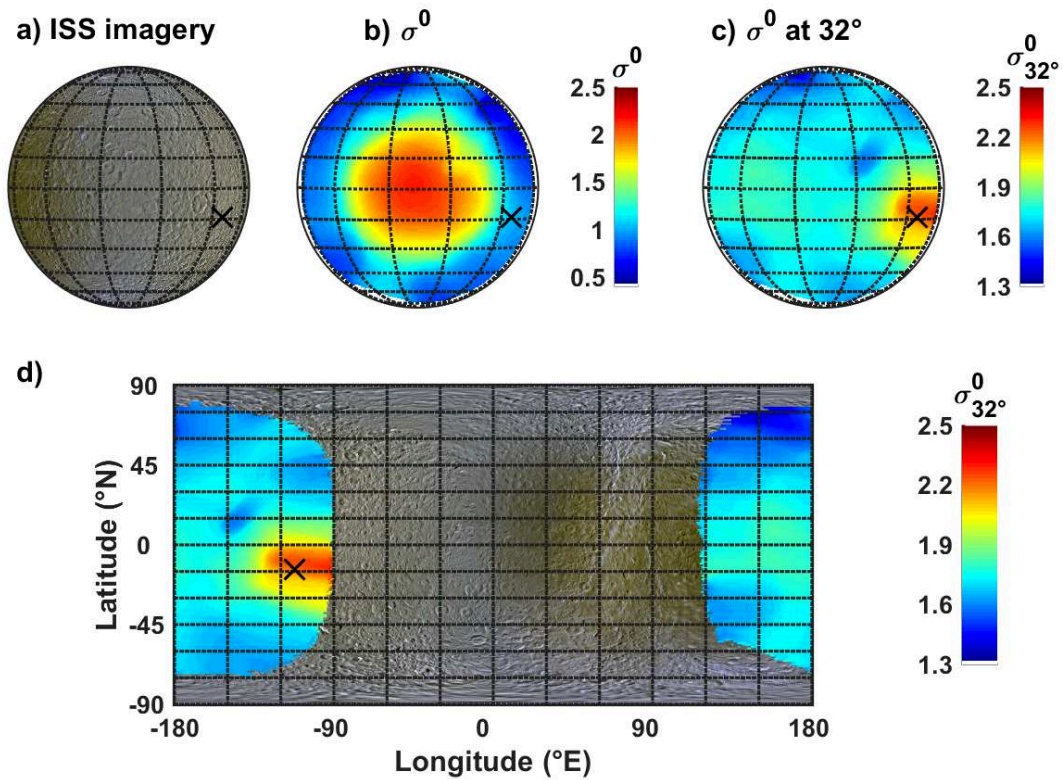 a) ISS imagery
b) σ⁰
c) σ⁰ at 32°
σ⁰
2.5
2
1.5
1
0.5
σ⁰32°
2.5
2.2
1.9
1.6
1.3
d)
90
45
0
-45
-90
Latitude (°N)
-180
-90
0
90
180
Longitude (°E)
σ⁰32°
2.5
2.2
1.9
1.6
1.3